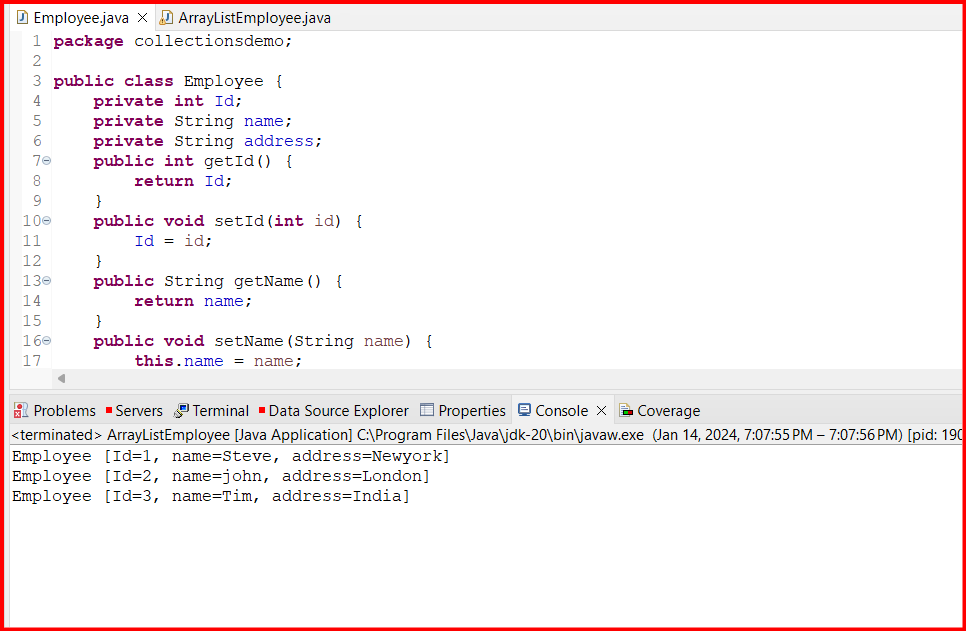 Employee.java ArrayListEmployee.java
1 package collectionsdemo;
2
3 public class Employee {
4 private int Id;
5 private String name;
6 private String address;
7 public int getId() {
8 return Id;
9 }
10 public void setId(int id) {
11 Id = id;
12 }
13 public String getName() {
14 return name;
15 }
16 public void setName(String name) {
17 this.name = name;
Problems Servers Terminal Data Source Explorer Properties Console Coverage
<terminated> ArrayListEmployee [Java Application] C:\Program Files\Java\jdk-20\bin\javaw.exe (Jan 14, 2024, 7:07:55 PM – 7:07:56 PM) [pid: 190
Employee [Id=1, name=Steve, address=Newyork]
Employee [Id=2, name=john, address=London]
Employee [Id=3, name=Tim, address=India]